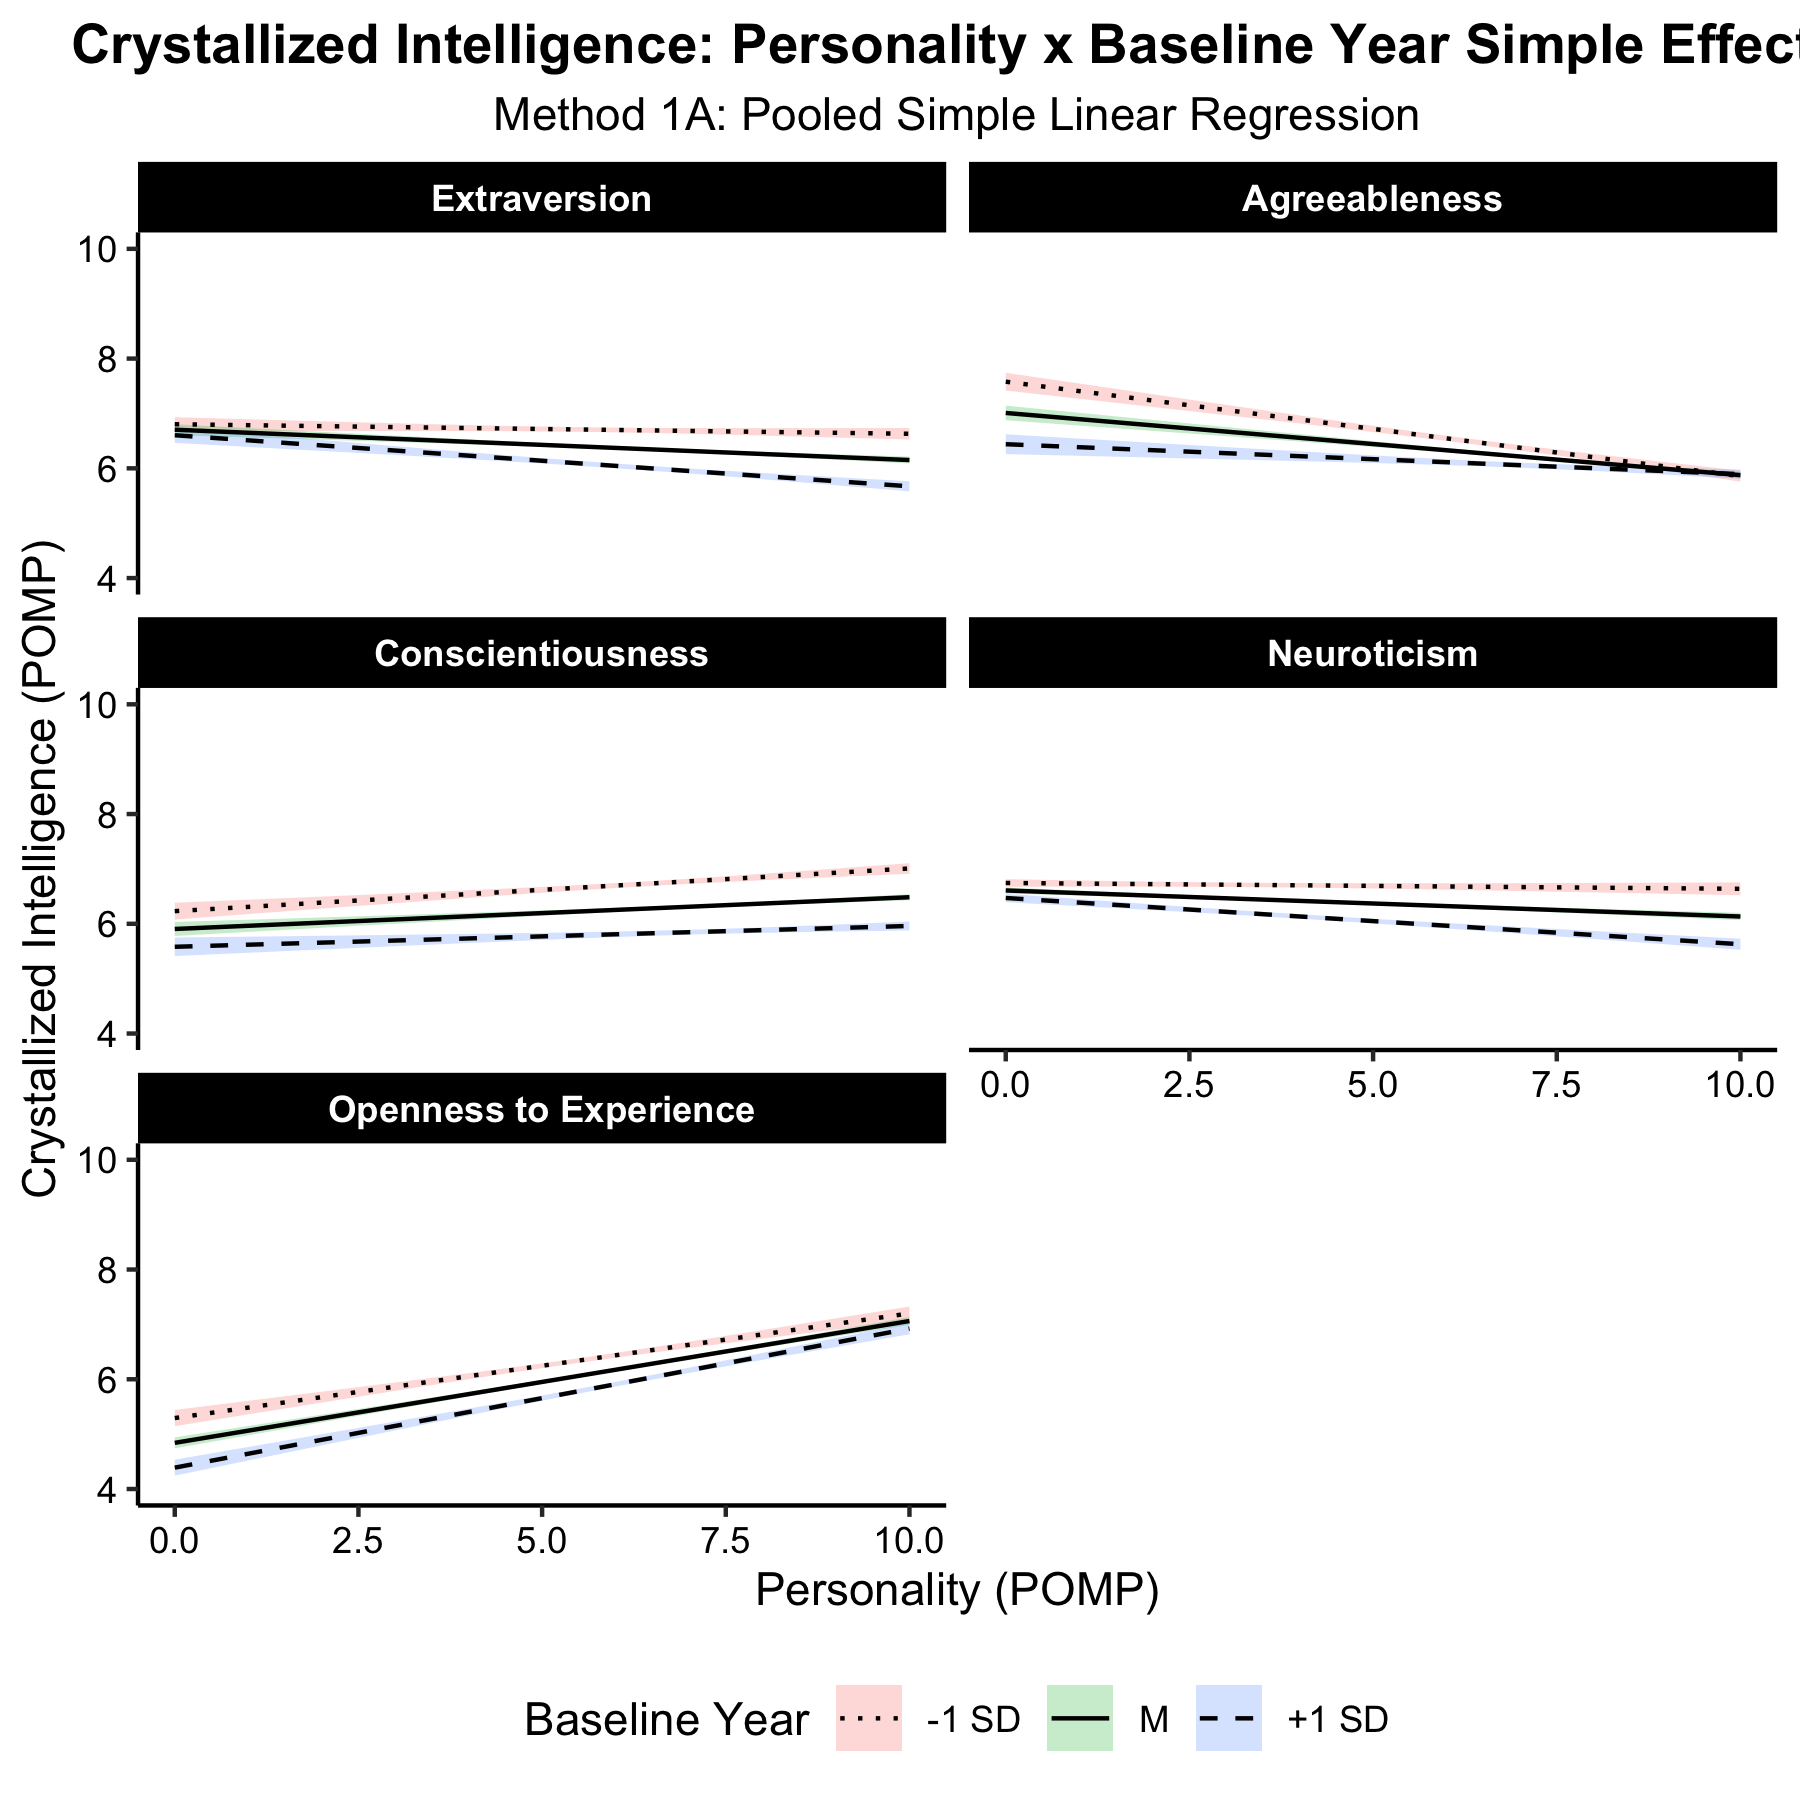 Crystallized Intelligence: Personality x Baseline Year Simple Effect
Method 1A: Pooled Simple Linear Regression
Extraversion
Agreeableness
10
8
6
4
Conscientiousness
Neuroticism
10
8
6
4
0.0 2.5 5.0 7.5 10.0
Openness to Experience
10
8
6
4
0.0 2.5 5.0 7.5 10.0
Crystallized Intelligence (POMP)
Personality (POMP)
Baseline Year -1 SD M +1 SD